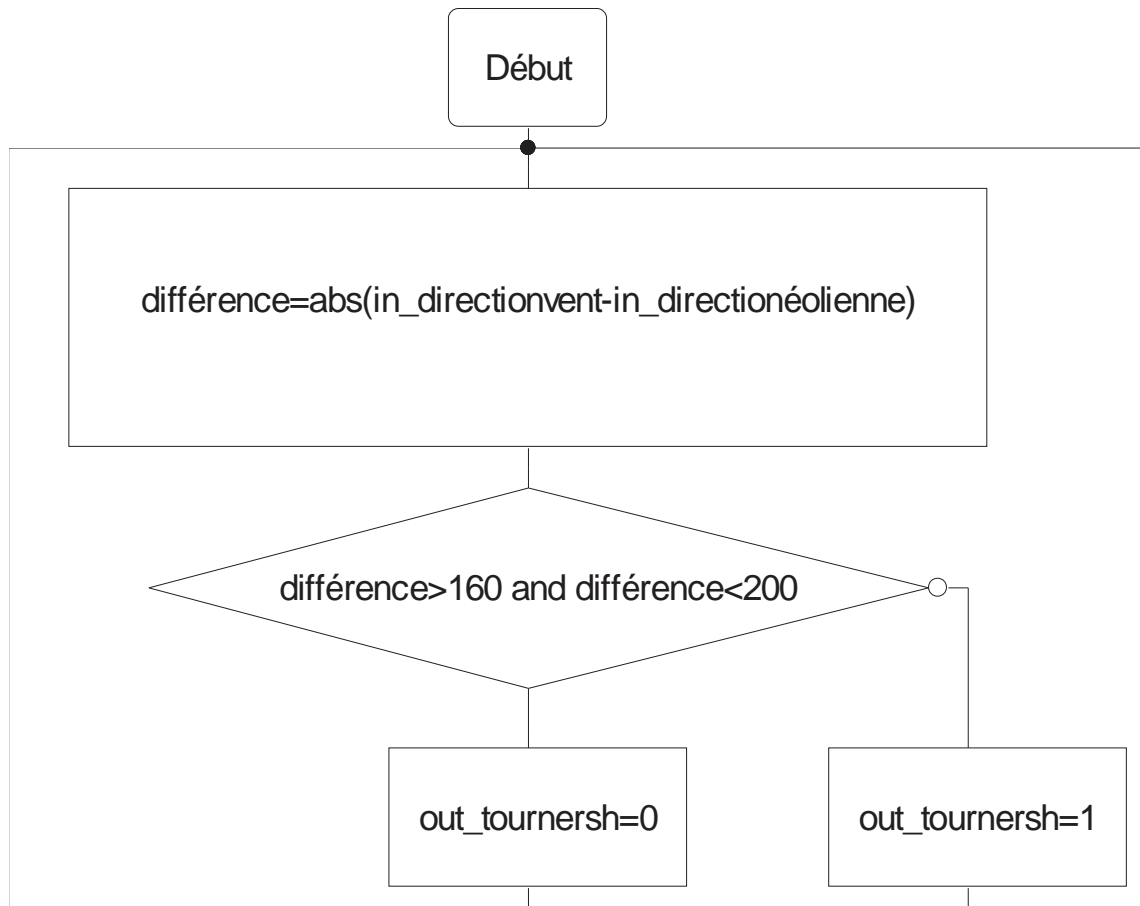 Début
différence=abs(in_directionvent-in_directionéolienne)
différence>160 and différence<200
out_tournersh=0
out_tournersh=1